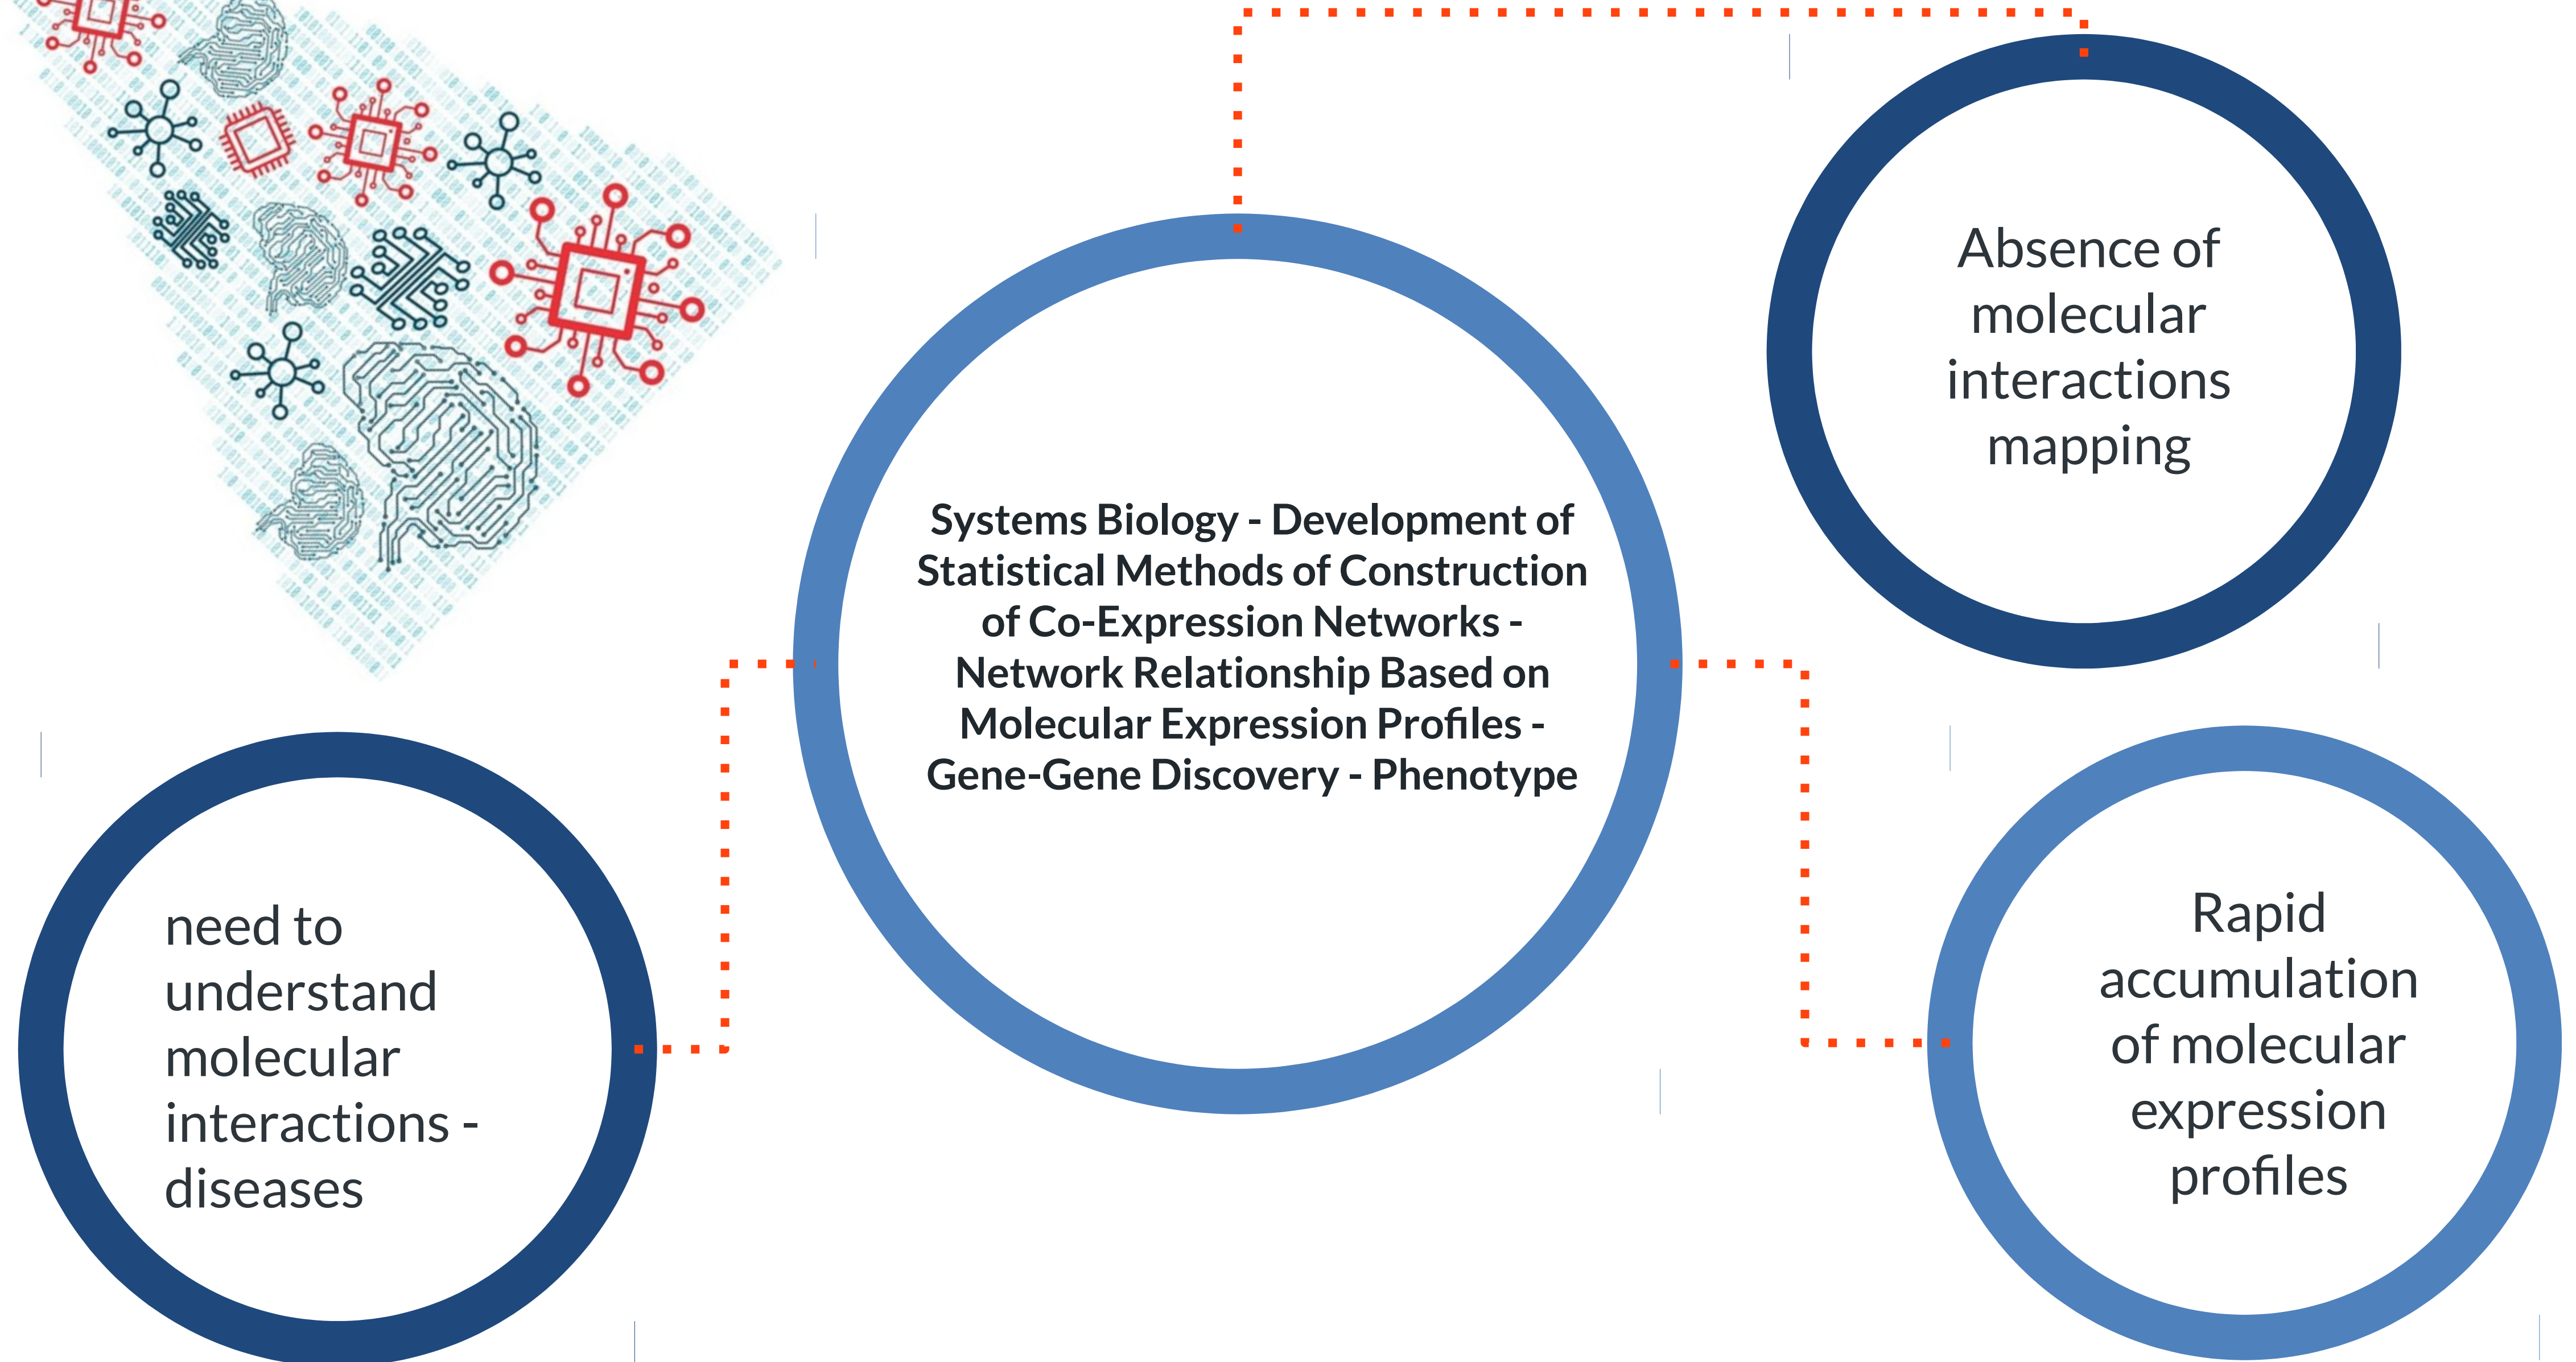 Absence of
molecular
interactions
mapping
Systems Biology - Development of
Statistical Methods of Construction
of Co-Expression Networks -
Network Relationship Based on
Molecular Expression Profiles -
Gene-Gene Discovery - Phenotype
need to
understand
molecular
interactions -
diseases
Rapid
accumulation
of molecular
expression
profiles